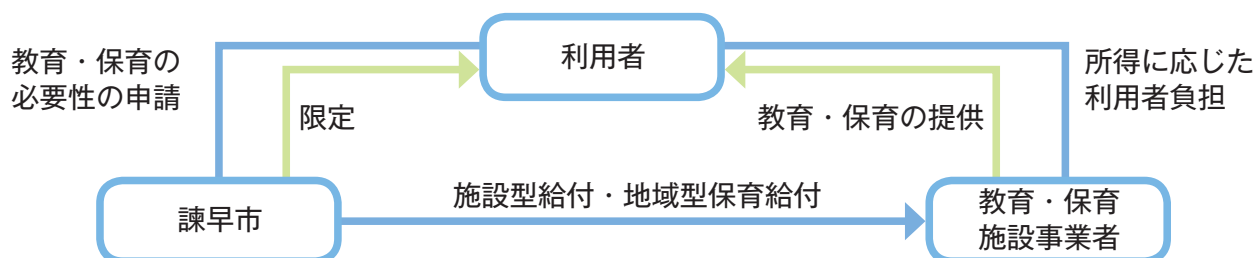 利用者
教育・保育の
必要性の申請
限定
教育・保育の提供
所得に応じた
利用者負担
諫早市
施設型給付・地域型保育給付
教育・保育
施設事業者